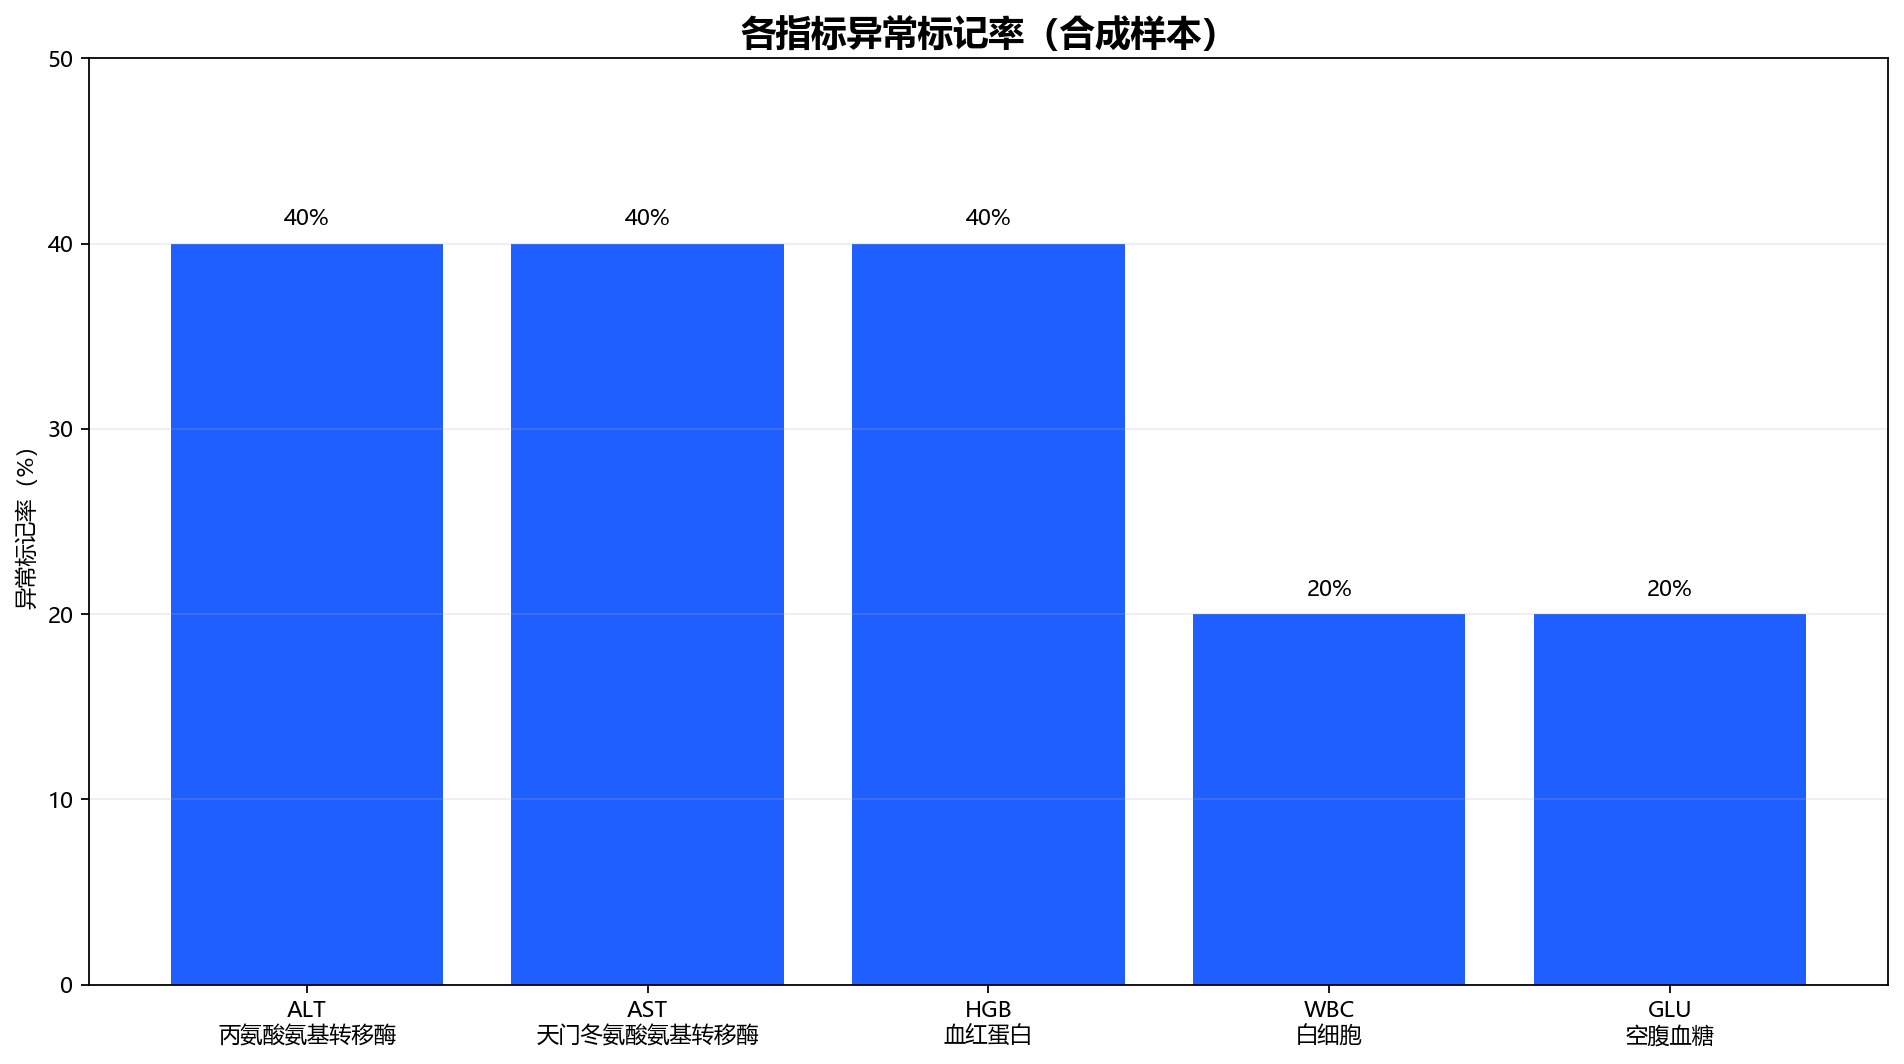 各指标异常标记率（合成样本）
异常标记率（%）
50
40
30
20
10
0
40%
40%
40%
20%
20%
ALT
丙氨酸氨基转移酶
AST
天门冬氨酸氨基转移酶
HGB
血红蛋白
WBC
白细胞
GLU
空腹血糖